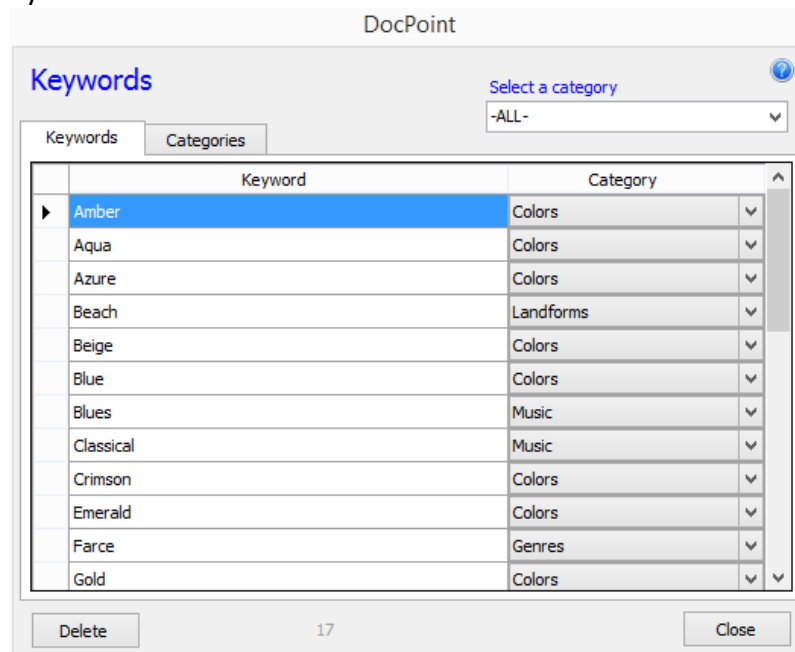 DocPoint
Keywords
Select a category
-ALL-
Keywords Categories
Keyword Category
Amber Colors
Aqua Colors
Azure Colors
Beach Landforms
Beige Colors
Blue Colors
Blues Music
Classical Music
Crimson Colors
Emerald Colors
Farce Genres
Gold Colors
Delete 17 Close